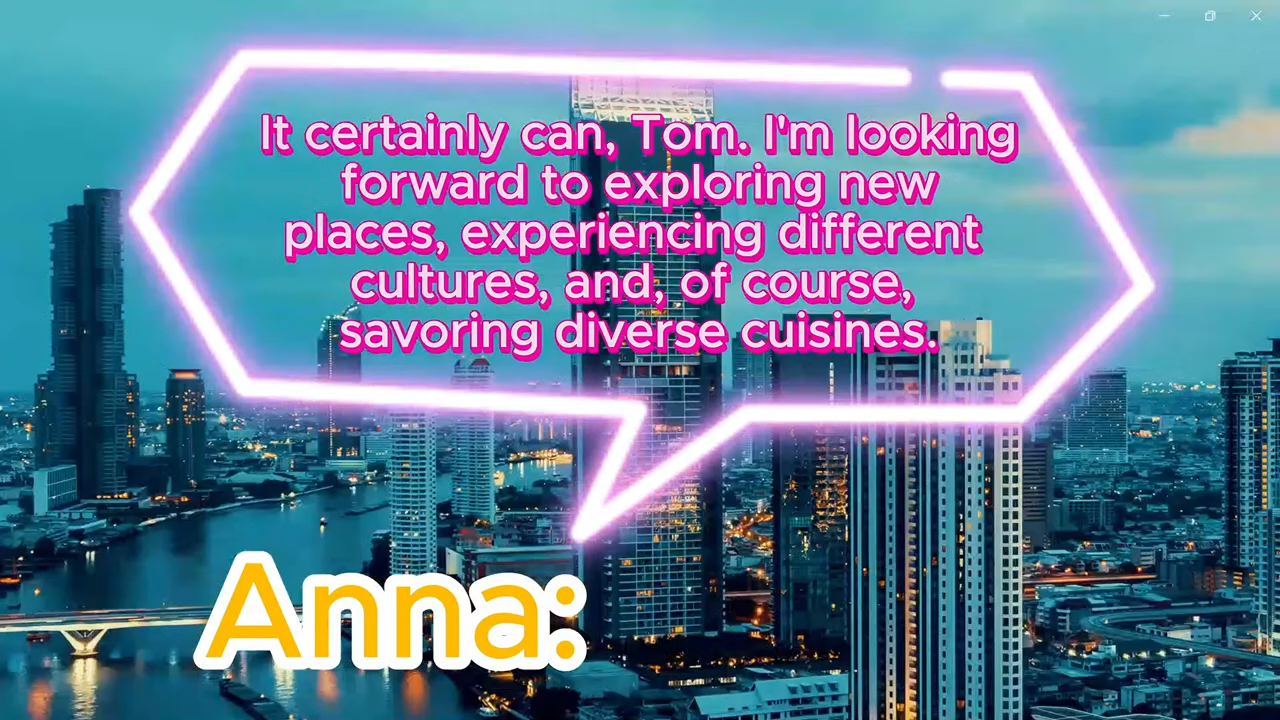 It certainly can, Tom. I'm looking
forward to exploring new
places, experiencing different
cultures, and, of course,
savoring diverse cuisines.
Anna: